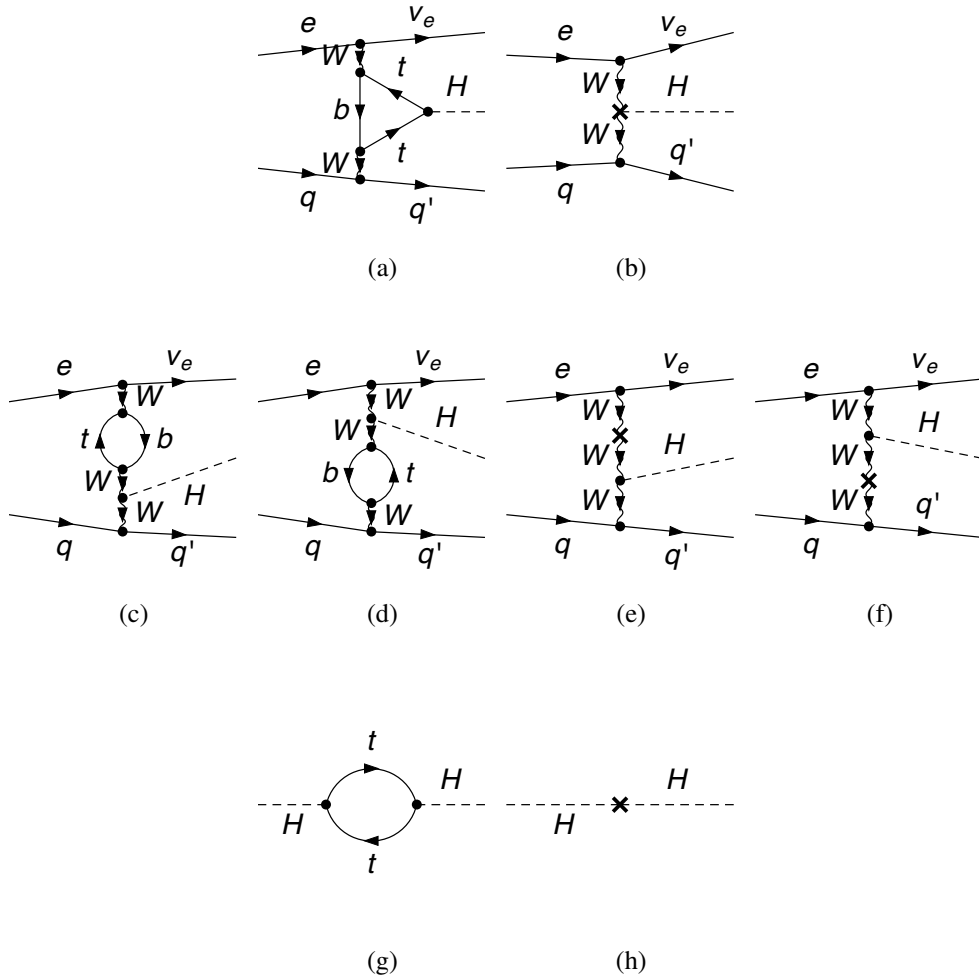 e ν_e
W t
b H
t
W
q q'
(a)
e ν_e
W H
W
q q'
(b)
e ν_e
W
t b
W H
W
q q'
(c)
e ν_e
W H
W
b t
W
q q'
(d)
e ν_e
W
W H
W
q q'
(e)
e ν_e
W H
W
W q'
q
(f)
t
H H
t
(g)
H H
(h)